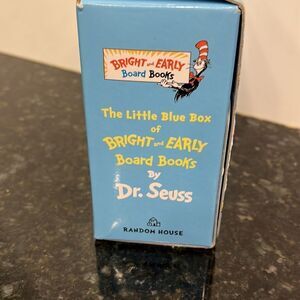 BRIGHT and EARLY
Board Books
The Little Blue Box
of
BRIGHT and EARLY
Board Books
By
Dr. Seuss
RANDOM HOUSE